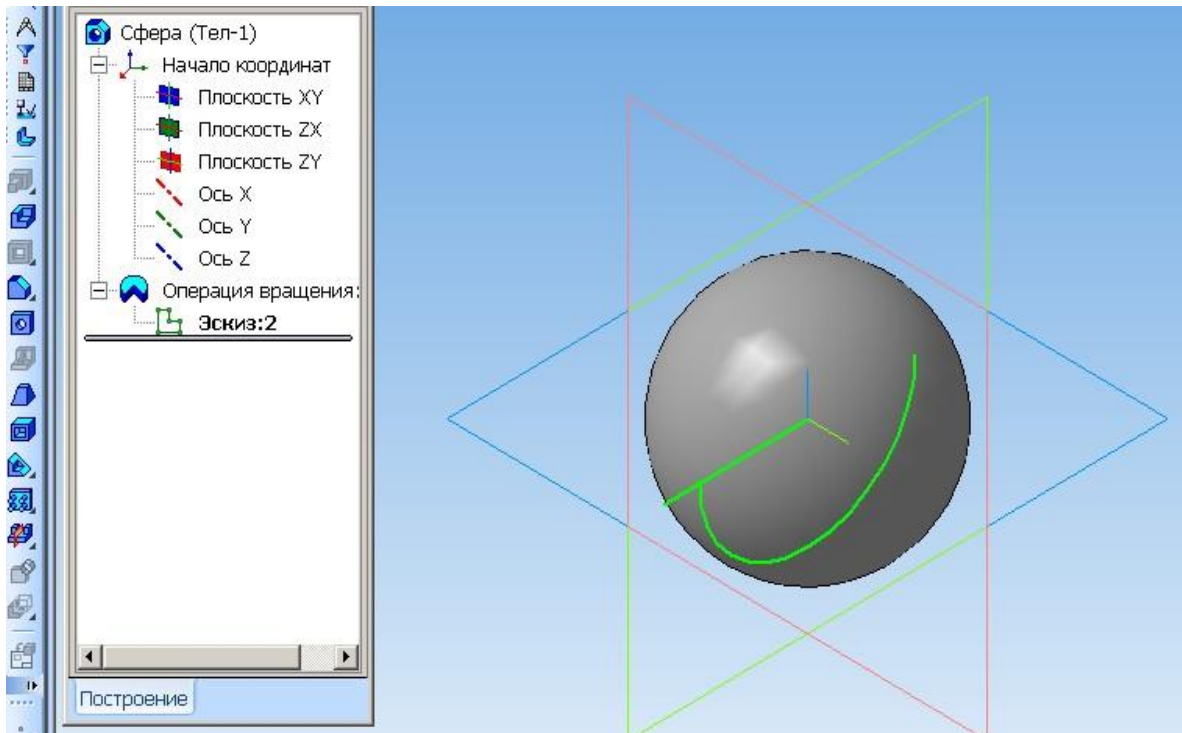 Сфера (Тел-1)
Начало координат
Плоскость XY
Плоскость ZX
Плоскость ZY
Ось X
Ось Y
Ось Z
Операция вращения:
Эскиз:2
Построение